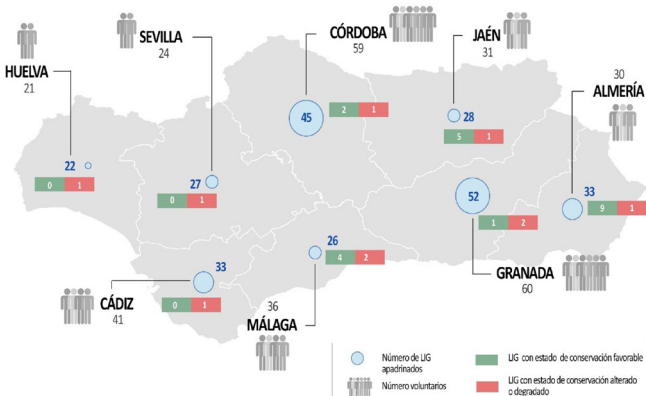 CÓRDOBA
59
JAÉN
31
SEVILLA
24
HUELVA
21
30
ALMERÍA
45
2 1
28
5 1
22
0 1
27
0 1
52
1 2
33
9 1
26
4 2
33
0 1
CÁDIZ
41
36
MÁLAGA
GRANADA
60
Número de LIG
apadrinados
LIG con estado de conservación favorable
Número voluntarios
LIG con estado de conservación alterado
o degradado